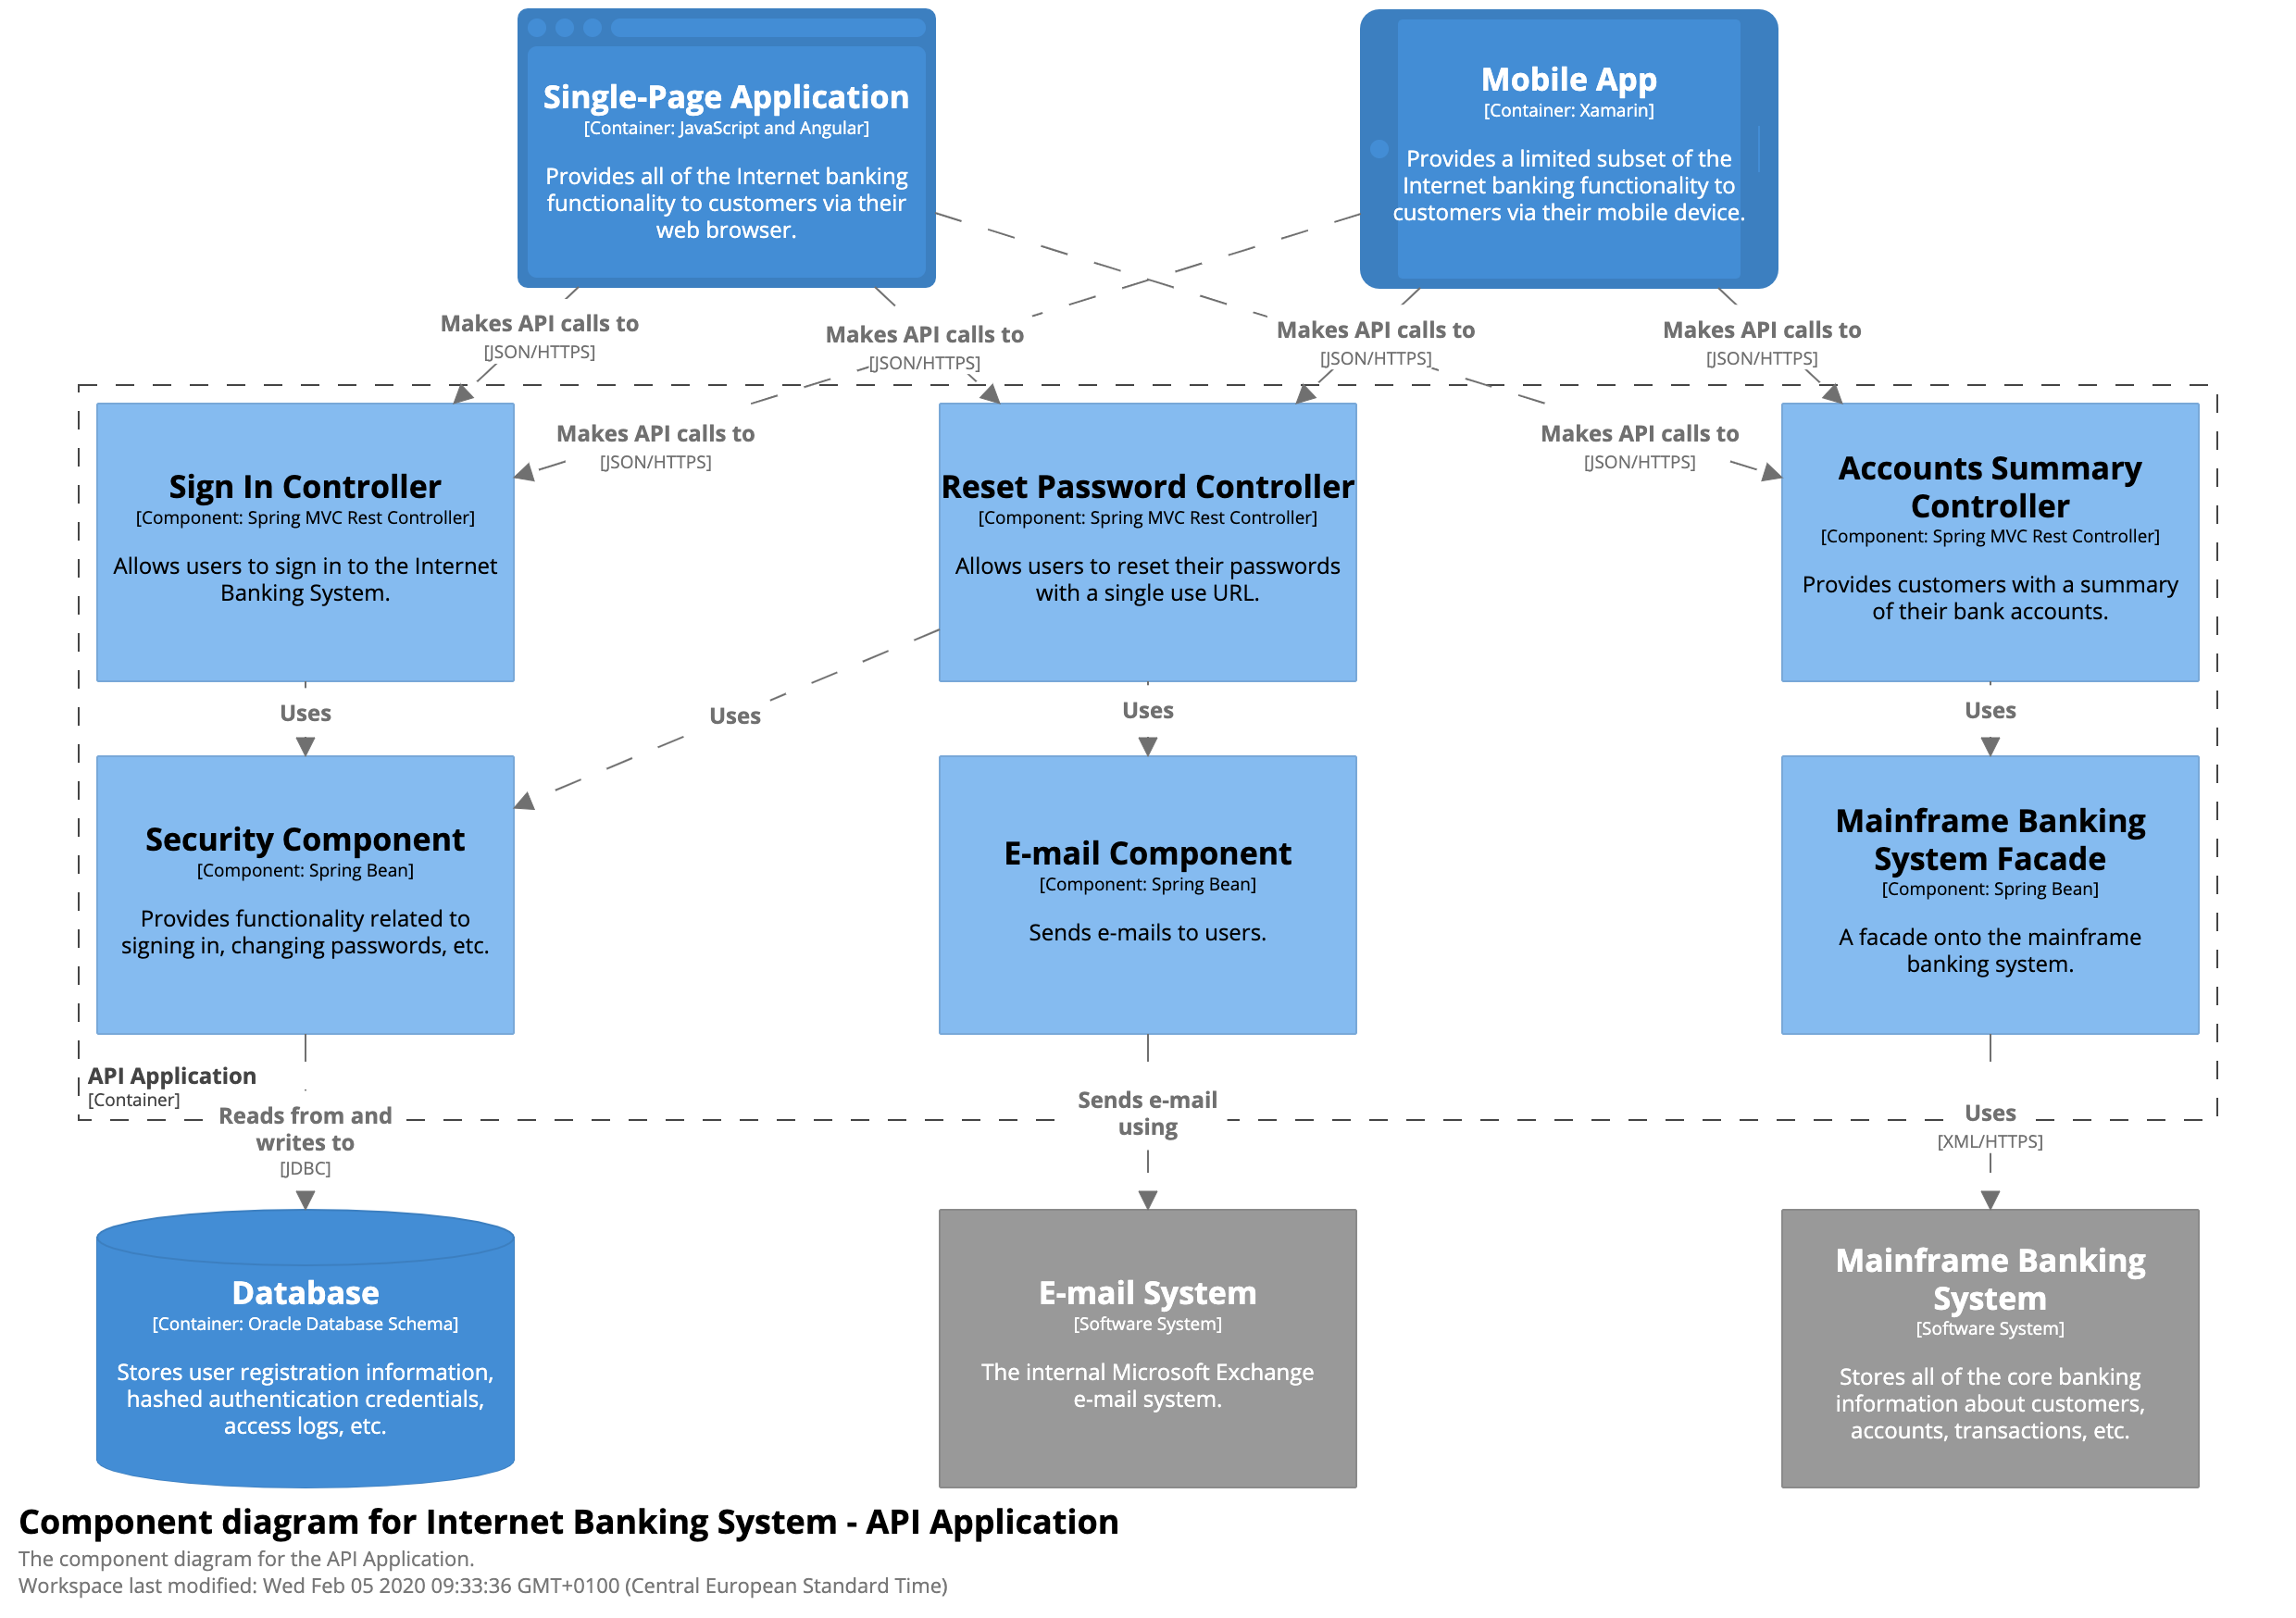 Single-Page Application
[Container: JavaScript and Angular]
Provides all of the Internet banking
functionality to customers via their
web browser.
Mobile App
[Container: Xamarin]
Provides a limited subset of the
Internet banking functionality to
customers via their mobile device.
Makes API calls to
[JSON/HTTPS]
Makes API calls to
[JSON/HTTPS]
Makes API calls to
[JSON/HTTPS]
Makes API calls to
[JSON/HTTPS]
Makes API calls to
[JSON/HTTPS]
Makes API calls to
[JSON/HTTPS]
Sign In Controller
[Component: Spring MVC Rest Controller]
Allows users to sign in to the Internet
Banking System.
Reset Password Controller
[Component: Spring MVC Rest Controller]
Allows users to reset their passwords
with a single use URL.
Accounts Summary
Controller
[Component: Spring MVC Rest Controller]
Provides customers with a summary
of their bank accounts.
Uses
Uses
Uses
Uses
Security Component
[Component: Spring Bean]
Provides functionality related to
signing in, changing passwords, etc.
E-mail Component
[Component: Spring Bean]
Sends e-mails to users.
Mainframe Banking
System Facade
[Component: Spring Bean]
A facade onto the mainframe
banking system.
API Application
[Container]
Reads from and
writes to
[JDBC]
Sends e-mail
using
Uses
[XML/HTTPS]
Database
[Container: Oracle Database Schema]
Stores user registration information,
hashed authentication credentials,
access logs, etc.
E-mail System
[Software System]
The internal Microsoft Exchange
e-mail system.
Mainframe Banking
System
[Software System]
Stores all of the core banking
information about customers,
accounts, transactions, etc.
Component diagram for Internet Banking System - API Application
The component diagram for the API Application.
Workspace last modified: Wed Feb 05 2020 09:33:36 GMT+0100 (Central European Standard Time)